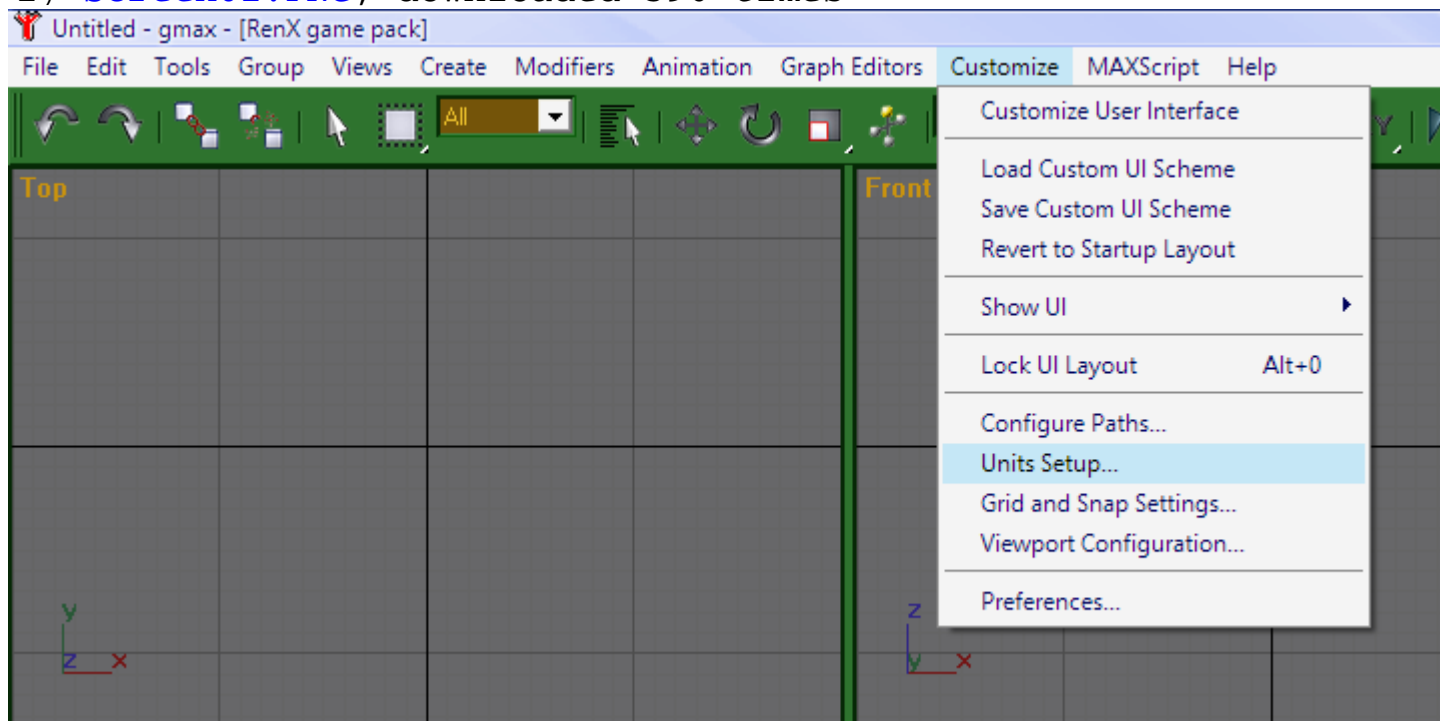 Untitled - gmax - [RenX game pack]
File Edit Tools Group Views Create Modifiers Animation Graph Editors Customize MAXScript Help
All
Y
Top
Front
Customize User Interface
Load Custom UI Scheme
Save Custom UI Scheme
Revert to Startup Layout
Show UI
Lock UI Layout Alt+0
Configure Paths...
Units Setup...
Grid and Snap Settings...
Viewport Configuration...
Preferences...
y
z x
z
y x